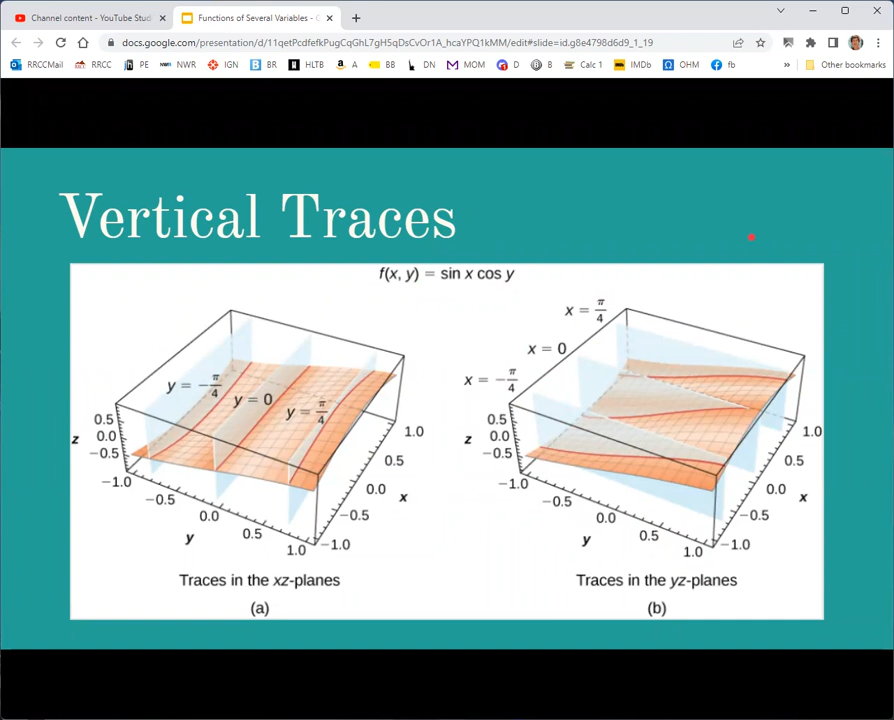 Channel content - YouTube Studi
Functions of Several Variables - G
docs.google.com/presentation/d/11qetPcdfefkPugCqGhL7gH5qDsCvOr1A_hcaYPQ1kMM/edit#slide=id.g8e4798d6d9_1_19
RRCCMail RRCC PE NWR NWR IGN BR HLTB A BB DN MOM D B Calc 1 IMDb OHM fb » Other bookmarks
Vertical Traces
f(x, y) = sin x cos y
y = −π/4
y = 0
y = π/4
0.5
0.0
−0.5
z
−1.0
−0.5
0.0
0.5
1.0
y
1.0
0.5
0.0
−0.5
−1.0
x
Traces in the xz-planes
(a)
x = π/4
x = 0
x = −π/4
0.5
0.0
−0.5
z
−1.0
−0.5
0.0
0.5
1.0
y
1.0
0.5
0.0
−0.5
−1.0
x
Traces in the yz-planes
(b)